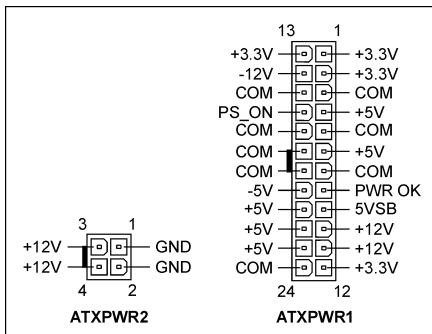 13 1
+3.3V +3.3V
-12V +3.3V
COM COM
PS_ON +5V
COM COM
COM +5V
COM COM
-5V PWR OK
+5V 5VSB
+5V +12V
+5V +12V
COM +3.3V
24 12
ATXPWR1
3 1
+12V GND
+12V GND
4 2
ATXPWR2